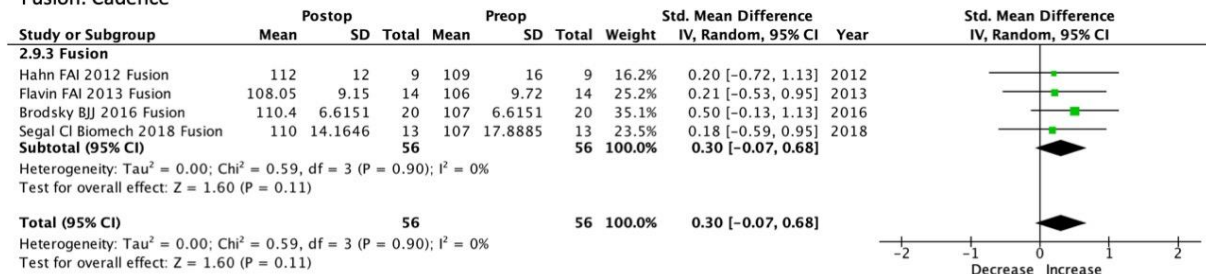 Fusion: Cadence
Postop Preop Std. Mean Difference Std. Mean Difference
Study or Subgroup Mean SD Total Mean SD Total Weight IV, Random, 95% CI Year IV, Random, 95% CI
2.9.3 Fusion
Hahn FAI 2012 Fusion 112 12 9 109 16 9 16.2% 0.20 [-0.72, 1.13] 2012
Flavin FAI 2013 Fusion 108.05 9.15 14 106 9.72 14 25.2% 0.21 [-0.53, 0.95] 2013
Brodsky BJJ 2016 Fusion 110.4 6.6151 20 107 6.6151 20 35.1% 0.50 [-0.13, 1.13] 2016
Segal Cl Biomech 2018 Fusion 110 14.1646 13 107 17.8885 13 23.5% 0.18 [-0.59, 0.95] 2018
Subtotal (95% CI) 56 56 100.0% 0.30 [-0.07, 0.68]
Heterogeneity: Tau² = 0.00; Chi² = 0.59, df = 3 (P = 0.90); I² = 0%
Test for overall effect: Z = 1.60 (P = 0.11)
Total (95% CI) 56 56 100.0% 0.30 [-0.07, 0.68]
Heterogeneity: Tau² = 0.00; Chi² = 0.59, df = 3 (P = 0.90); I² = 0%
Test for overall effect: Z = 1.60 (P = 0.11)
-2 -1 0 1 2
Decrease Increase